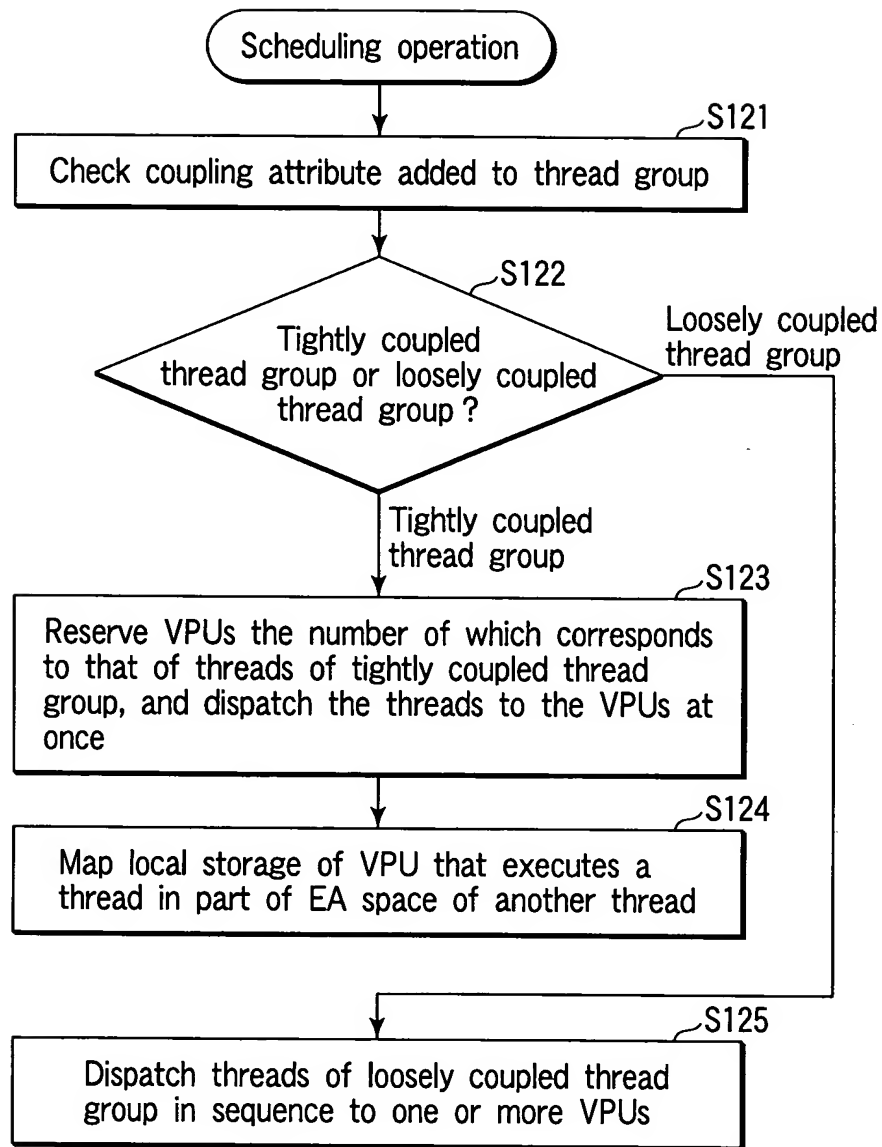 Scheduling operation
S121
Check coupling attribute added to thread group
S122
Tightly coupled
thread group or loosely coupled
thread group ?
Loosely coupled
thread group
Tightly coupled
thread group
S123
Reserve VPUs the number of which corresponds
to that of threads of tightly coupled thread
group, and dispatch the threads to the VPUs at
once
S124
Map local storage of VPU that executes a
thread in part of EA space of another thread
S125
Dispatch threads of loosely coupled thread
group in sequence to one or more VPUs